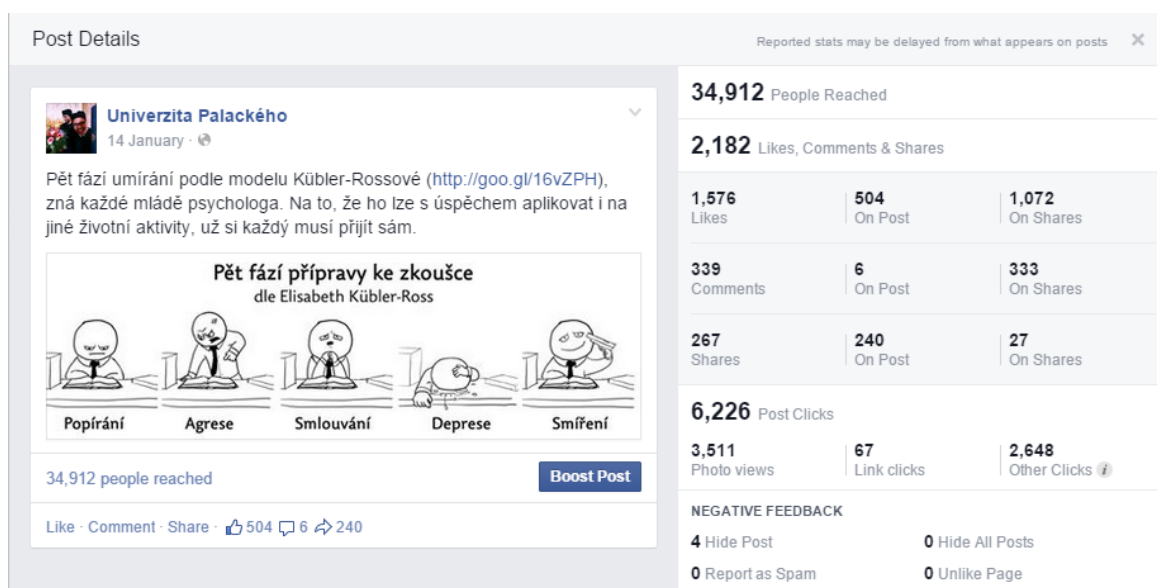 Post Details
Reported stats may be delayed from what appears on posts
Univerzita Palackého
14 January ·
Pět fází umírání podle modelu Kübler-Rossové (http://goo.gl/16vZPH),
zná každé mládě psychologa. Na to, že ho lze s úspěchem aplikovat i na
jiné životní aktivity, už si každý musí přijít sám.
Pět fází přípravy ke zkoušce
dle Elisabeth Kübler-Ross
Popírání Agrese Smlouvání Deprese Smíření
34,912 people reached
Boost Post
Like · Comment · Share · 504 6 240
34,912 People Reached
2,182 Likes, Comments & Shares
1,576 504 1,072
Likes On Post On Shares
339 6 333
Comments On Post On Shares
267 240 27
Shares On Post On Shares
6,226 Post Clicks
3,511 67 2,648
Photo views Link clicks Other Clicks i
NEGATIVE FEEDBACK
4 Hide Post 0 Hide All Posts
0 Report as Spam 0 Unlike Page